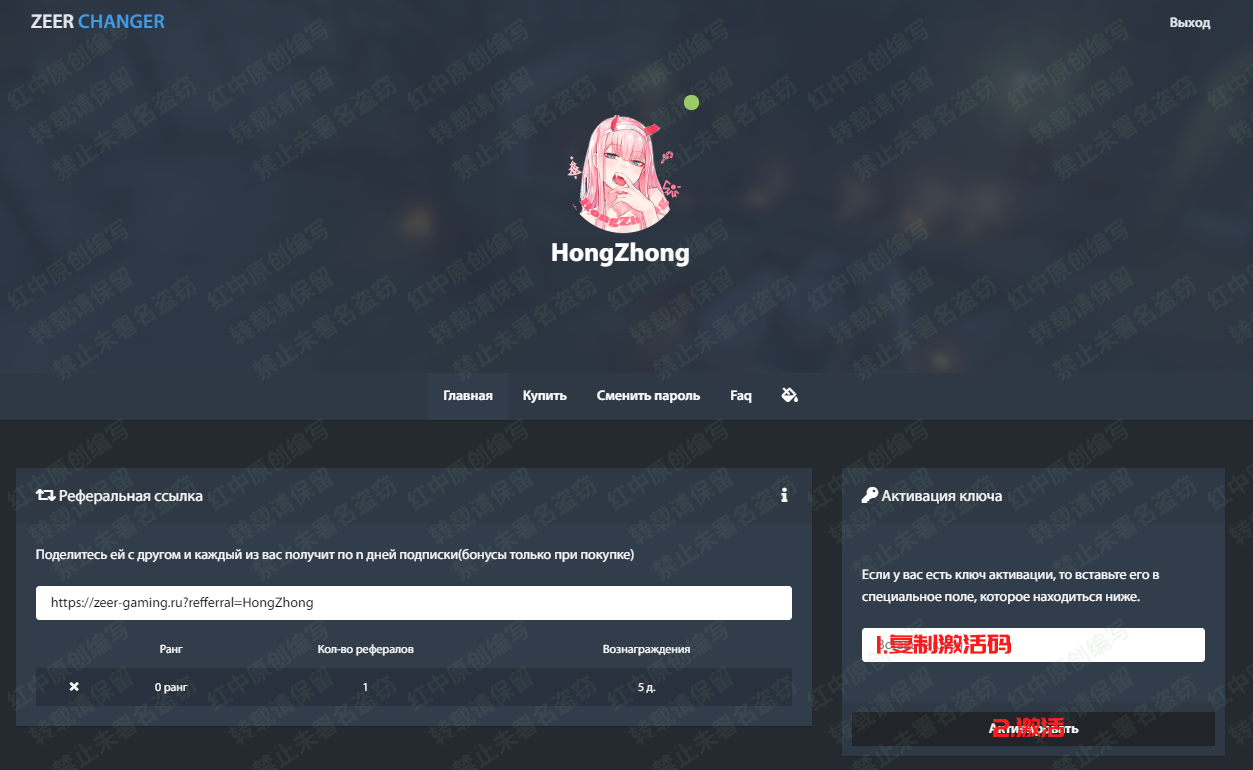 ZEER CHANGER
Выход
HongZhong
Главная
Купить
Сменить пароль
Faq
Реферальная ссылка
Поделитесь ей с другом и каждый из вас получит по n дней подписки(бонусы только при покупке)
https://zeer-gaming.ru?refferral=HongZhong
Ранг
Кол-во рефералов
Вознаграждения
0 ранг
1
5 д.
Активация ключа
Если у вас есть ключ активации, то вставьте его в
специальное поле, которое находиться ниже.
1.复制激活码
2.激活
红中原创编写
转载请保留
禁止未署名盗窃